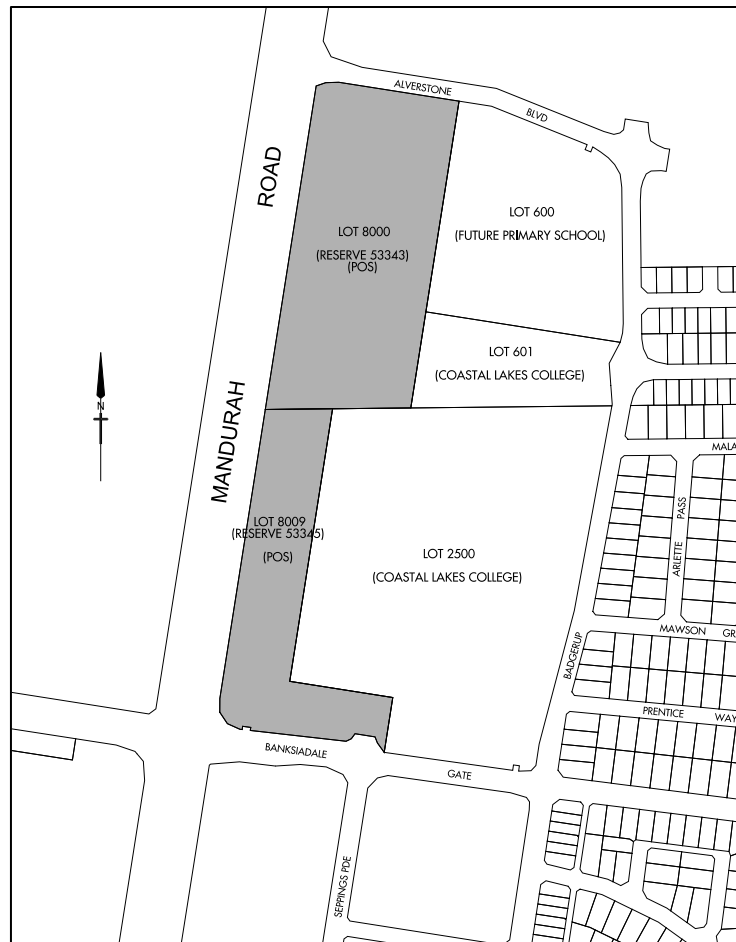 ALVERSTONE
BLVD
ROAD
LOT 600
(FUTURE PRIMARY SCHOOL)
LOT 8000
(RESERVE 53343)
(POS)
LOT 601
(COASTAL LAKES COLLEGE)
N
MANDURAH
MALA
LOT 8009
(RESERVE 53345)
(POS)
PASS
ARLETTE
LOT 2500
(COASTAL LAKES COLLEGE)
MAWSON GR
BADGERUP
PRENTICE WAY
BANKSIADALE
GATE
SEPPINGS PDE